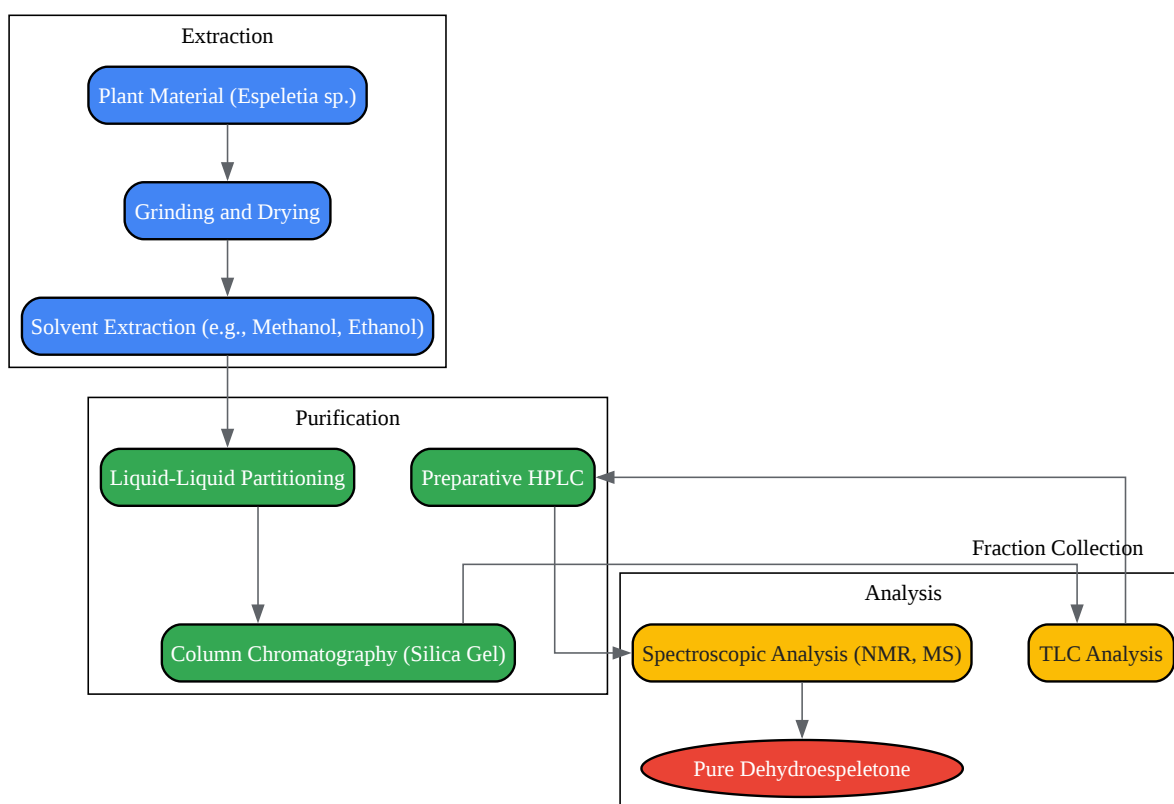 Extraction
Plant Material (Espeletia sp.)
Grinding and Drying
Solvent Extraction (e.g., Methanol, Ethanol)
Purification
Liquid-Liquid Partitioning
Preparative HPLC
Fraction Collection
Analysis
Column Chromatography (Silica Gel)
Spectroscopic Analysis (NMR, MS)
TLC Analysis
Pure Dehydroespeletone